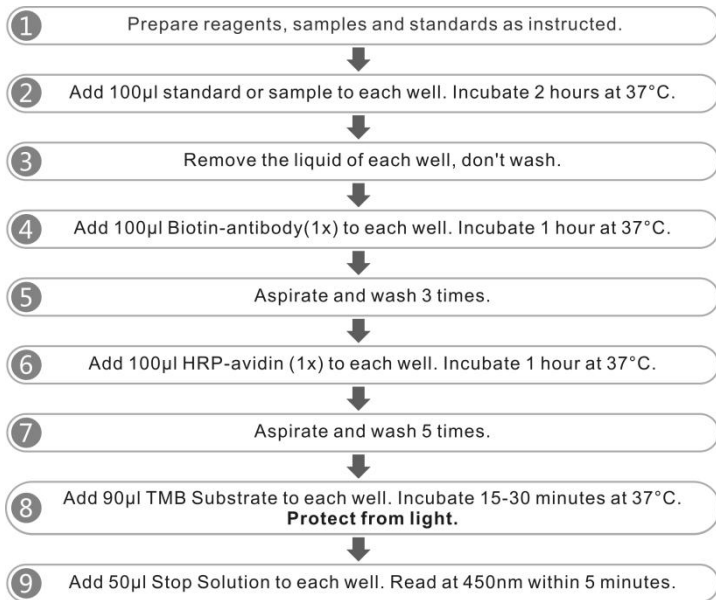 1 Prepare reagents, samples and standards as instructed.
2 Add 100µl standard or sample to each well. Incubate 2 hours at 37°C.
3 Remove the liquid of each well, don't wash.
4 Add 100µl Biotin-antibody(1x) to each well. Incubate 1 hour at 37°C.
5 Aspirate and wash 3 times.
6 Add 100µl HRP-avidin (1x) to each well. Incubate 1 hour at 37°C.
7 Aspirate and wash 5 times.
8 Add 90µl TMB Substrate to each well. Incubate 15-30 minutes at 37°C.
Protect from light.
9 Add 50µl Stop Solution to each well. Read at 450nm within 5 minutes.